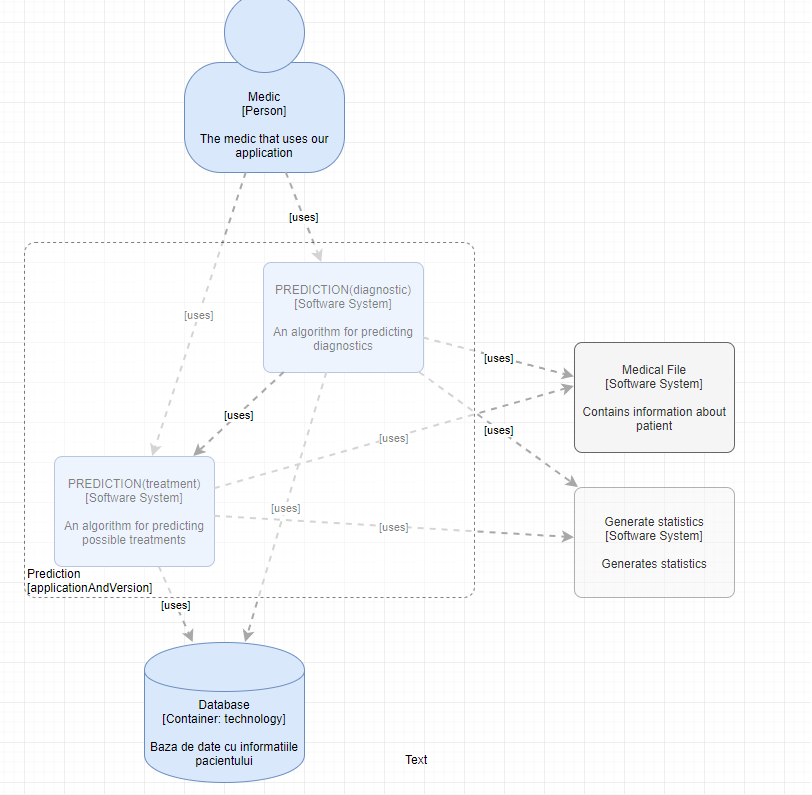 Medic
[Person]
The medic that uses our
application
[uses]
PREDICTION(diagnostic)
[Software System]
An algorithm for predicting
diagnostics
[uses]
[uses]
Medical File
[Software System]
Contains information about
patient
[uses]
[uses]
[uses]
PREDICTION(treatment)
[Software System]
An algorithm for predicting
possible treatments
[uses]
[uses]
Generate statistics
[Software System]
Generates statistics
Prediction
[applicationAndVersion]
[uses]
Database
[Container: technology]
Baza de date cu informatiile
pacientului
Text